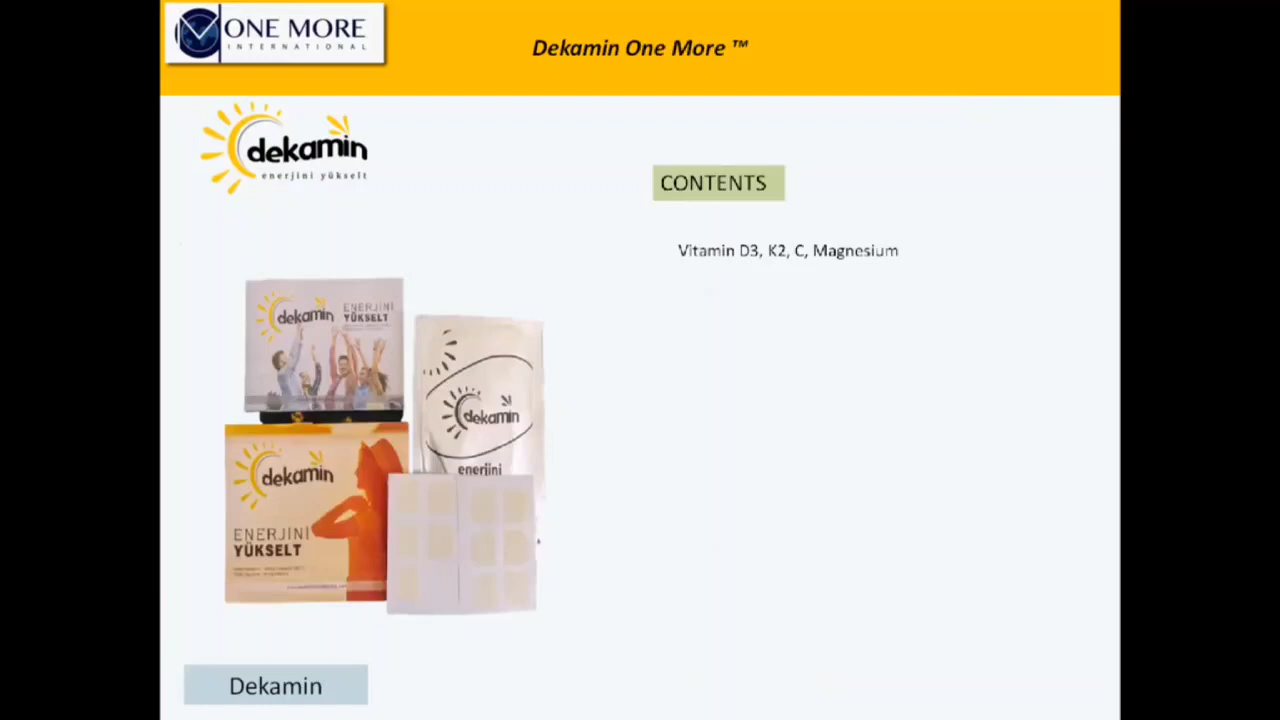 ONE MORE
INTERNATIONAL
Dekamin One More ™
dekamin
enerjini yükselt
CONTENTS
Vitamin D3, K2, C, Magnesium
dekamin
ENERJİNİ
YÜKSELT
dekamin
enerjini
dekamin
ENERJİNİ
YÜKSELT
Dekamin